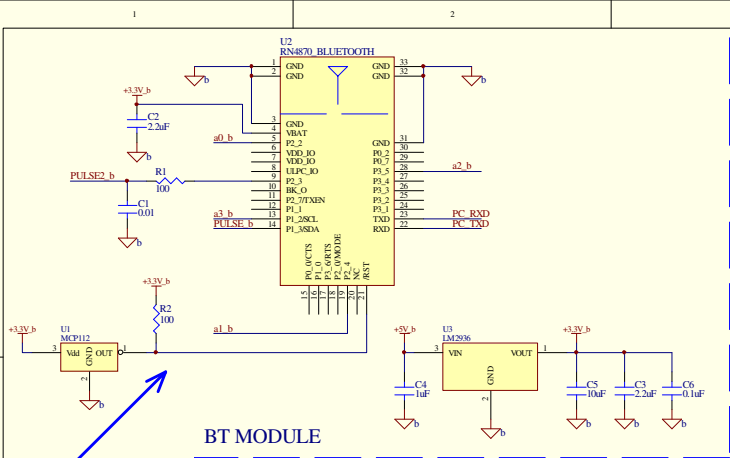 1
2
U2
RN4870_BLUETOOTH
1 GND
2 GND
GND 33
GND 32
b
b
+3.3V_b
C2
2.2uF
b
3 GND
4 VBAT
a0_b 5 P2_2
6 VDD_IO
7 VDD_IO
8 ULPC_IO
PULSE2_b R1 100 9 P2_3
10 BK_O
11 P2_7/TXEN
12 P1_1
a3_b 13 P1_2/SCL
PULSE_b 14 P1_3/SDA
GND 31
P0_2 30
P0_7 29
P3_5 28 a2_b
P3_4 27
P3_3 26
P3_2 25
P3_1 24
TXD 23 PC_RXD
RXD 22 PC_TXD
C1
0.01
b
P0_0/CTS
P1_0
P3_6/RTS
P2_0/MODE
P2_4
NC
/RST
15
16
17
18
19
20
21
+3.3V_b
R2
100
a1_b
+3.3V_b
U1
MCP112
3 Vdd GND OUT 1
2
b
+5V_b
U3
LM2936
+3.3V_b
3 VIN VOUT 1
GND
2
C4
1uF
C5
10uF
C3
2.2uF
C6
0.1uF
b
b
b
b
b
BT MODULE